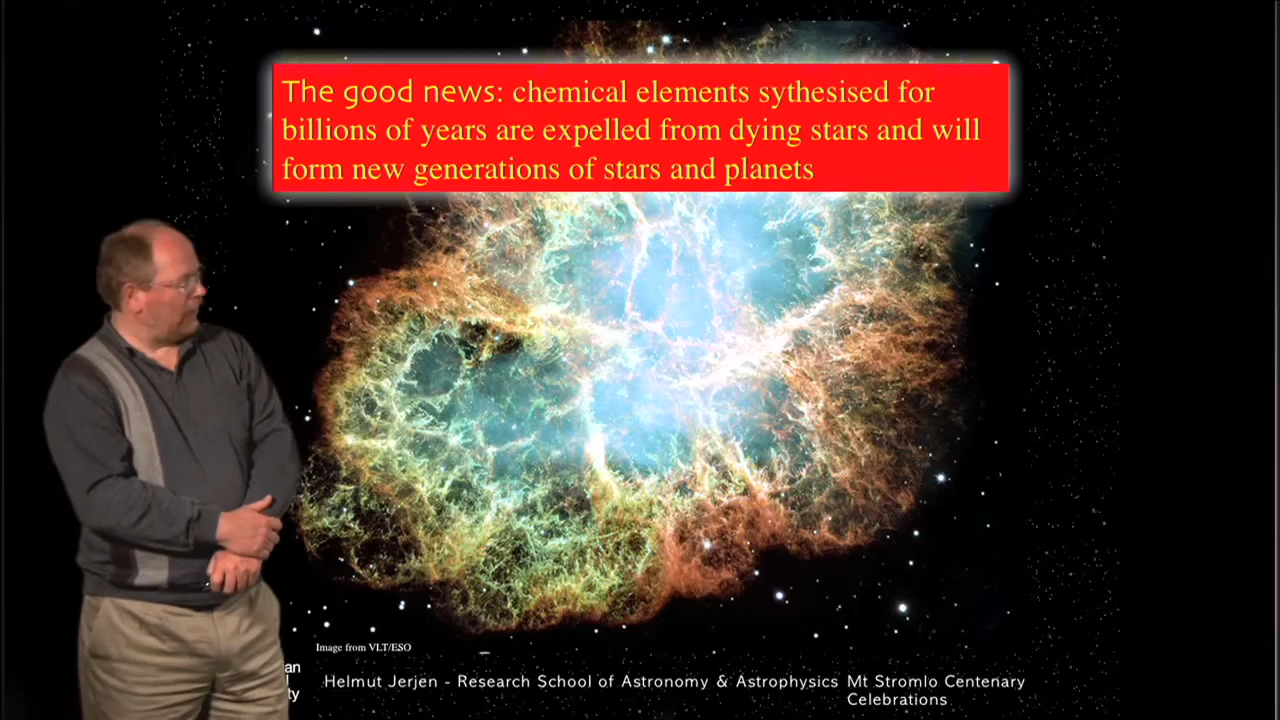 The good news: chemical elements sythesised for
billions of years are expelled from dying stars and will
form new generations of stars and planets
Image from VLT/ESO
an
l
ty
Helmut Jerjen - Research School of Astronomy & Astrophysics Mt Stromlo Centenary
Celebrations